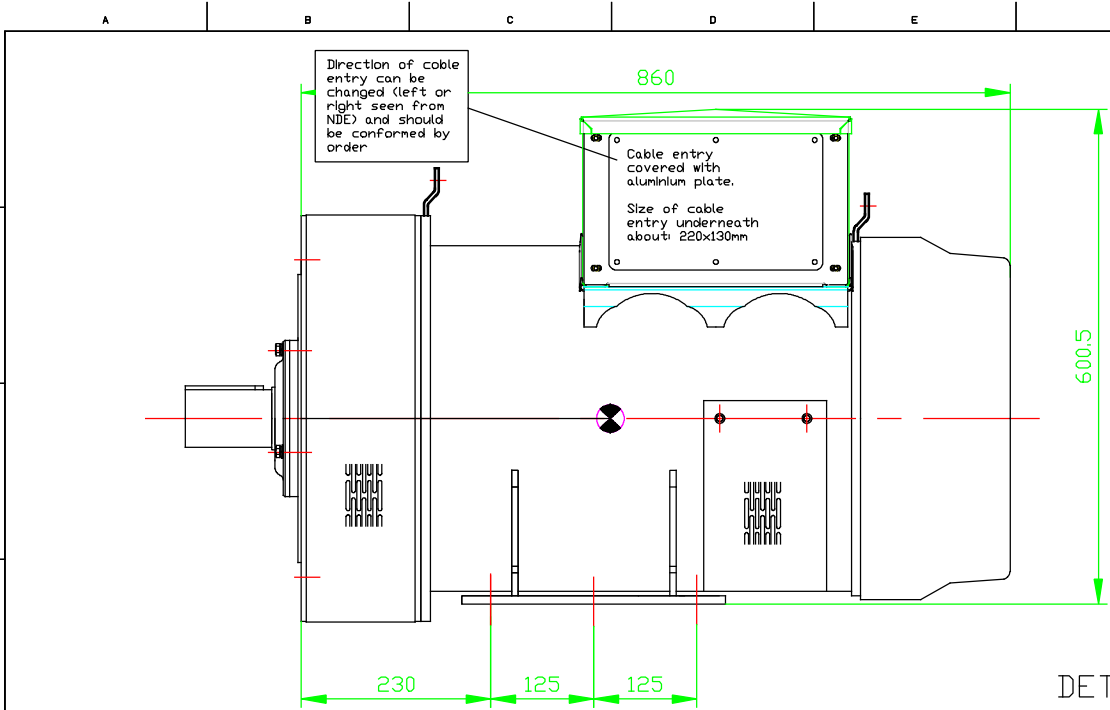 A B C D E
Direction of cable
entry can be
changed (left or
right seen from
NDE) and should
be conformed by
order
860
Cable entry
covered with
aluminium plate.
Size of cable
entry underneath
about: 220x130mm
600.5
230 125 125
DET